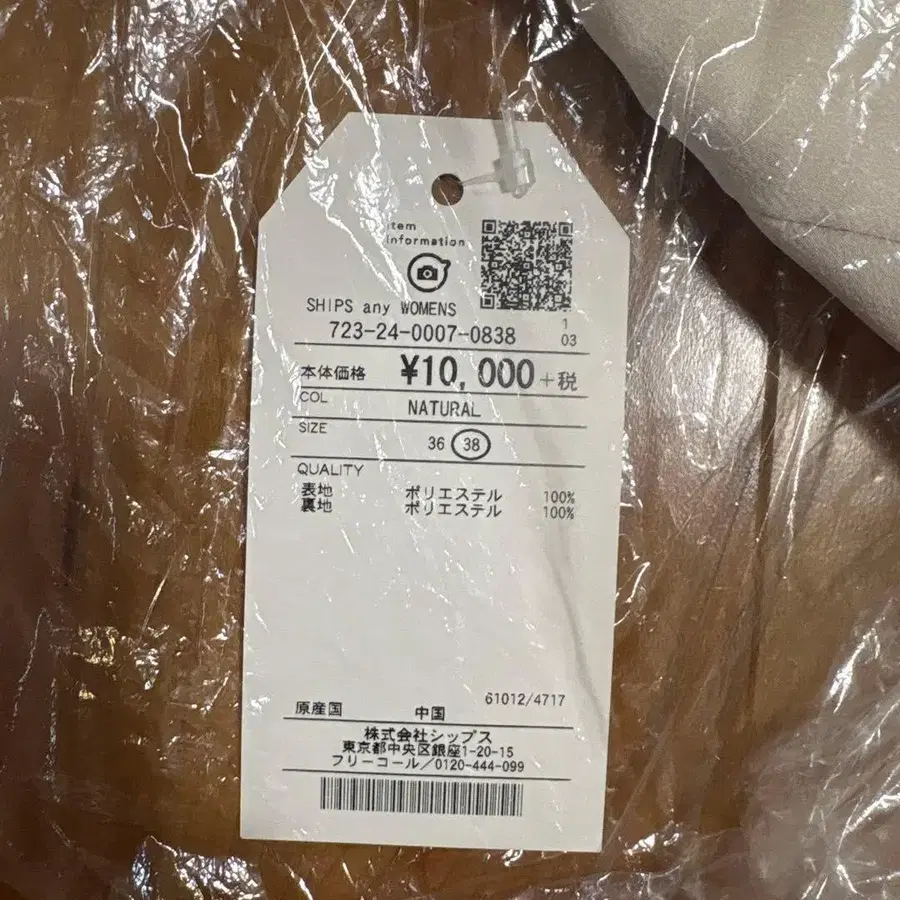 Item
Information
SHIPS any WOMENS
723-24-0007-0838
1
03
本体価格 ¥10,000+税
COL NATURAL
SIZE 36 38
QUALITY
表地 ポリエステル 100%
裏地 ポリエステル 100%
61012/4717
原産国 中国
株式会社シップス
東京都中央区銀座1-20-15
フリーコール/0120-444-099